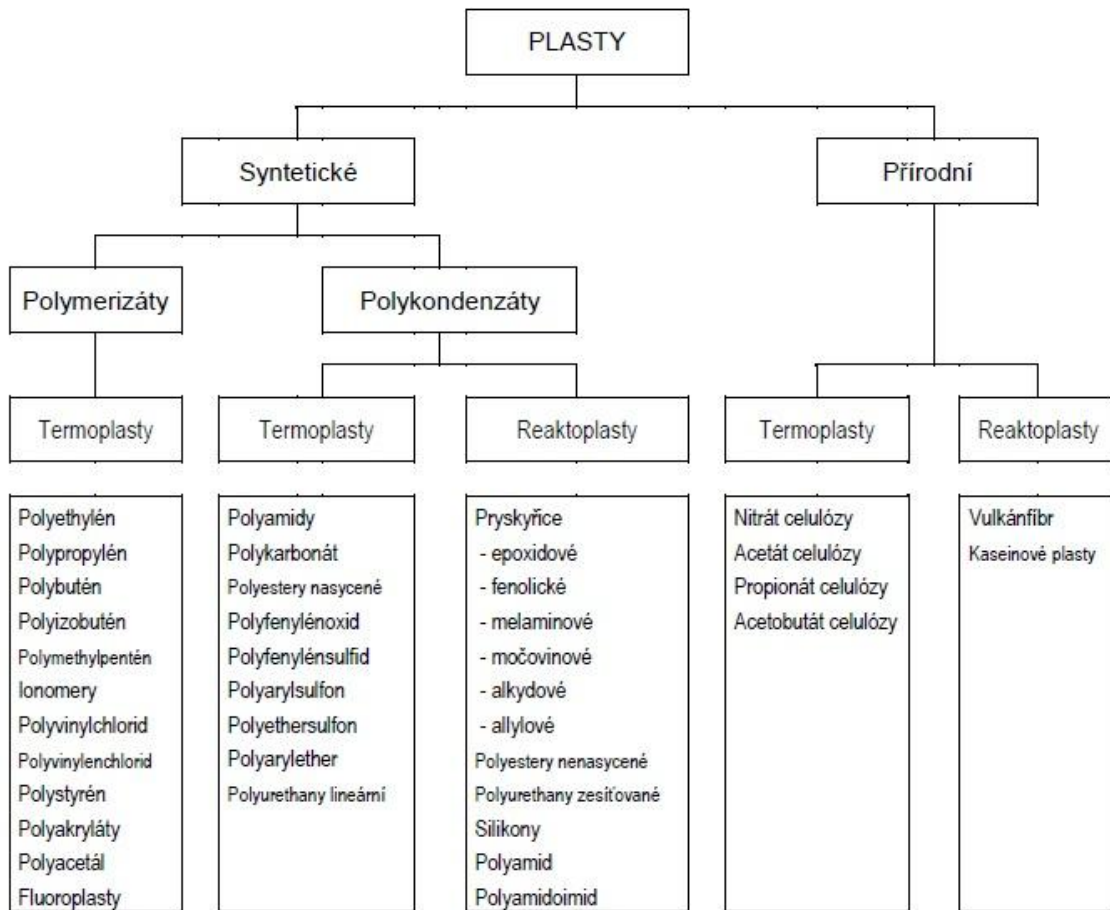 PLASTY
Syntetické
Přírodní
Polymerizáty
Polykondenzáty
Termoplasty
Termoplasty
Reaktoplasty
Termoplasty
Reaktoplasty
Polyethylén
Polypropylén
Polybutén
Polyizobutén
Polymethylpentén
Ionomery
Polyvinylchlorid
Polyvinylenchlorid
Polystyrén
Polyakryláty
Polyacetál
Fluoroplasty
Polyamidy
Polykarbonát
Polyestery nasycené
Polyfenylénoxid
Polyfenylénsulfid
Polyarylsulfon
Polyethersulfon
Polyarylether
Polyurethany lineární
Pryskyřice
- epoxidové
- fenolické
- melaminové
- močovinové
- alkydové
- allylové
Polyestery nenasycené
Polyurethany zesíťované
Silikony
Polyamid
Polyamidoimid
Nitrát celulózy
Acetát celulózy
Propionát celulózy
Acetobutát celulózy
Vulkánfíbr
Kaseinové plasty